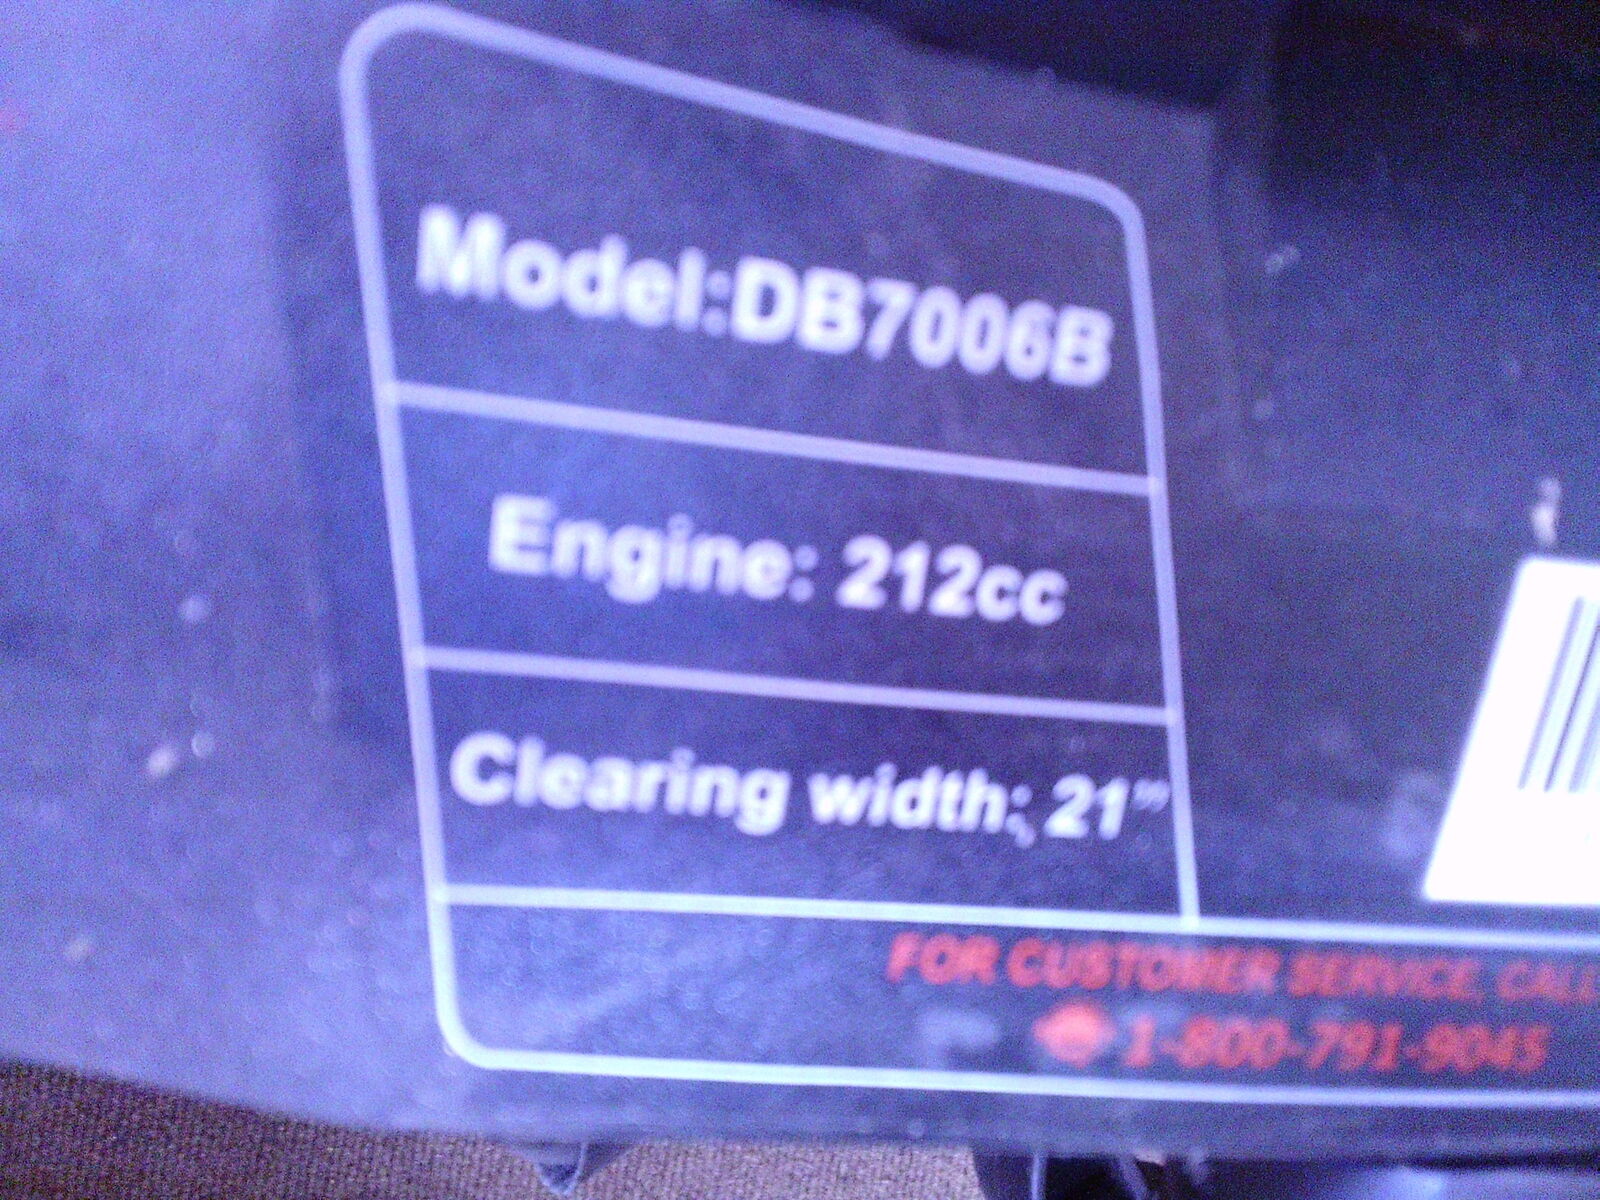 Model:DB7006B
Engine: 212cc
Clearing width: 21”
FOR CUSTOMER SERVICE, CALL
1-800-791-9045